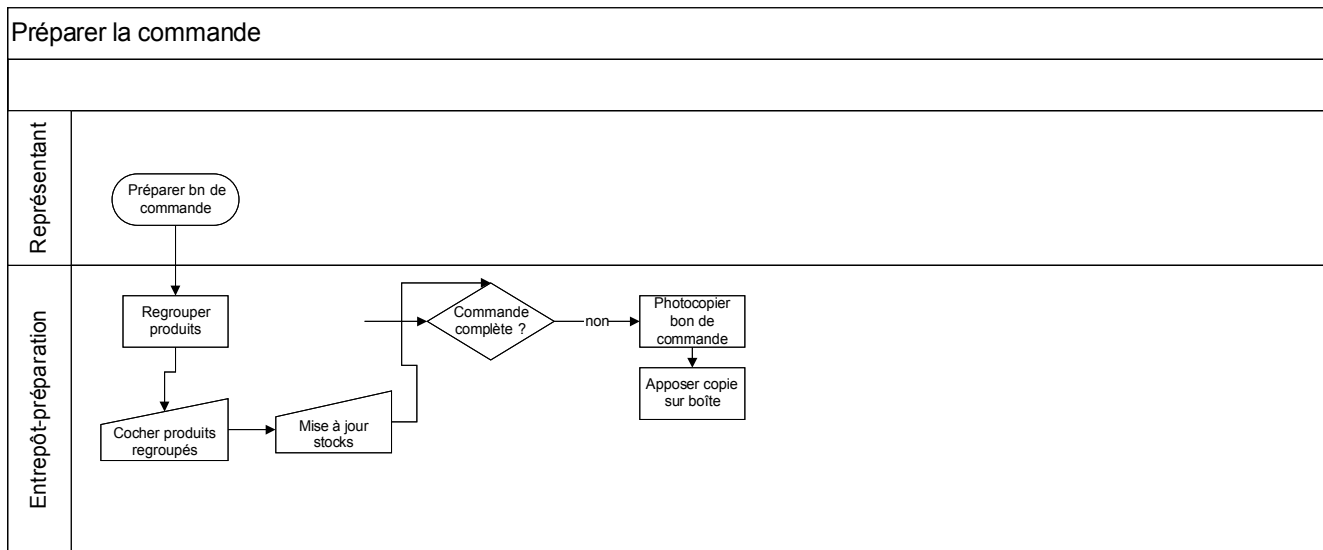 Préparer la commande
Représentant
Préparer bn de
commande
Entrepôt-préparation
Regrouper
produits
Cocher produits
regroupés
Mise à jour
stocks
Commande
complète ?
non
Photocopier
bon de
commande
Apposer copie
sur boîte